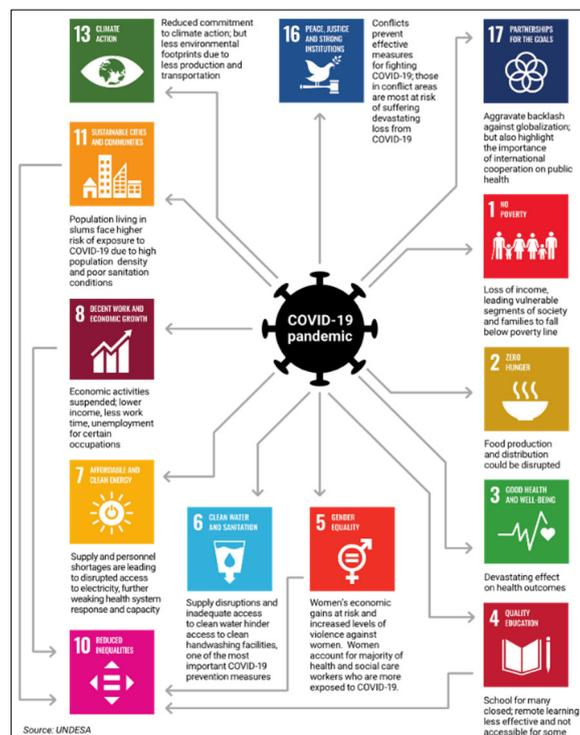 13 CLIMATE
ACTION
Reduced commitment
to climate action; but
less environmental
footprints due to
less production and
transportation
16 PEACE, JUSTICE
AND STRONG
INSTITUTIONS
Conflicts
prevent
effective
measures
for fighting
COVID-19; those
in conflict areas
are most at risk
of suffering
devastating
loss from
COVID-19
17 PARTNERSHIPS
FOR THE GOALS
Aggravate backlash
against globalization;
but also highlight
the importance
of international
cooperation on public
health
11 SUSTAINABLE CITIES
AND COMMUNITIES
Population living in
slums face higher
risk of exposure to
COVID-19 due to high
population density
and poor sanitation
conditions
1 NO
POVERTY
Loss of income,
leading vulnerable
segments of society
and families to fall
below poverty line
COVID-19
pandemic
8 DECENT WORK AND
ECONOMIC GROWTH
Economic activities
suspended; lower
income, less work
time, unemployment
for certain
occupations
2 ZERO
HUNGER
Food production
and distribution
could be disrupted
7 AFFORDABLE AND
CLEAN ENERGY
Supply and personnel
shortages are leading
to disrupted access
to electricity, further
weaking health system
response and capacity
6 CLEAN WATER
AND SANITATION
Supply disruptions and
inadequate access
to clean water hinder
access to clean
handwashing facilities,
one of the most
important COVID-19
prevention measures
5 GENDER
EQUALITY
Women's economic
gains at risk and
increased levels of
violence against
women. Women
account for majority of
health and social care
workers who are more
exposed to COVID-19.
3 GOOD HEALTH
AND WELL-BEING
Devastating effect
on health outcomes
4 QUALITY
EDUCATION
School for many
closed; remote learning
less effective and not
accessible for some
10 REDUCED
INEQUALITIES
Source: UNDESA